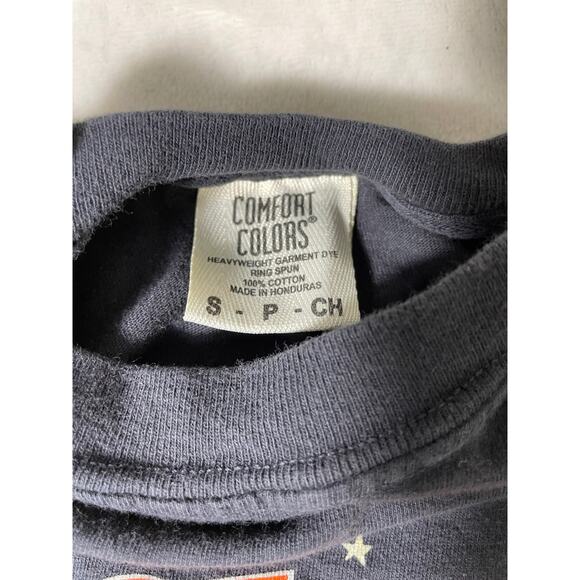 COMFORT
COLORS®
HEAVYWEIGHT GARMENT DYE
RING SPUN
100% COTTON
MADE IN HONDURAS
S - P - CH